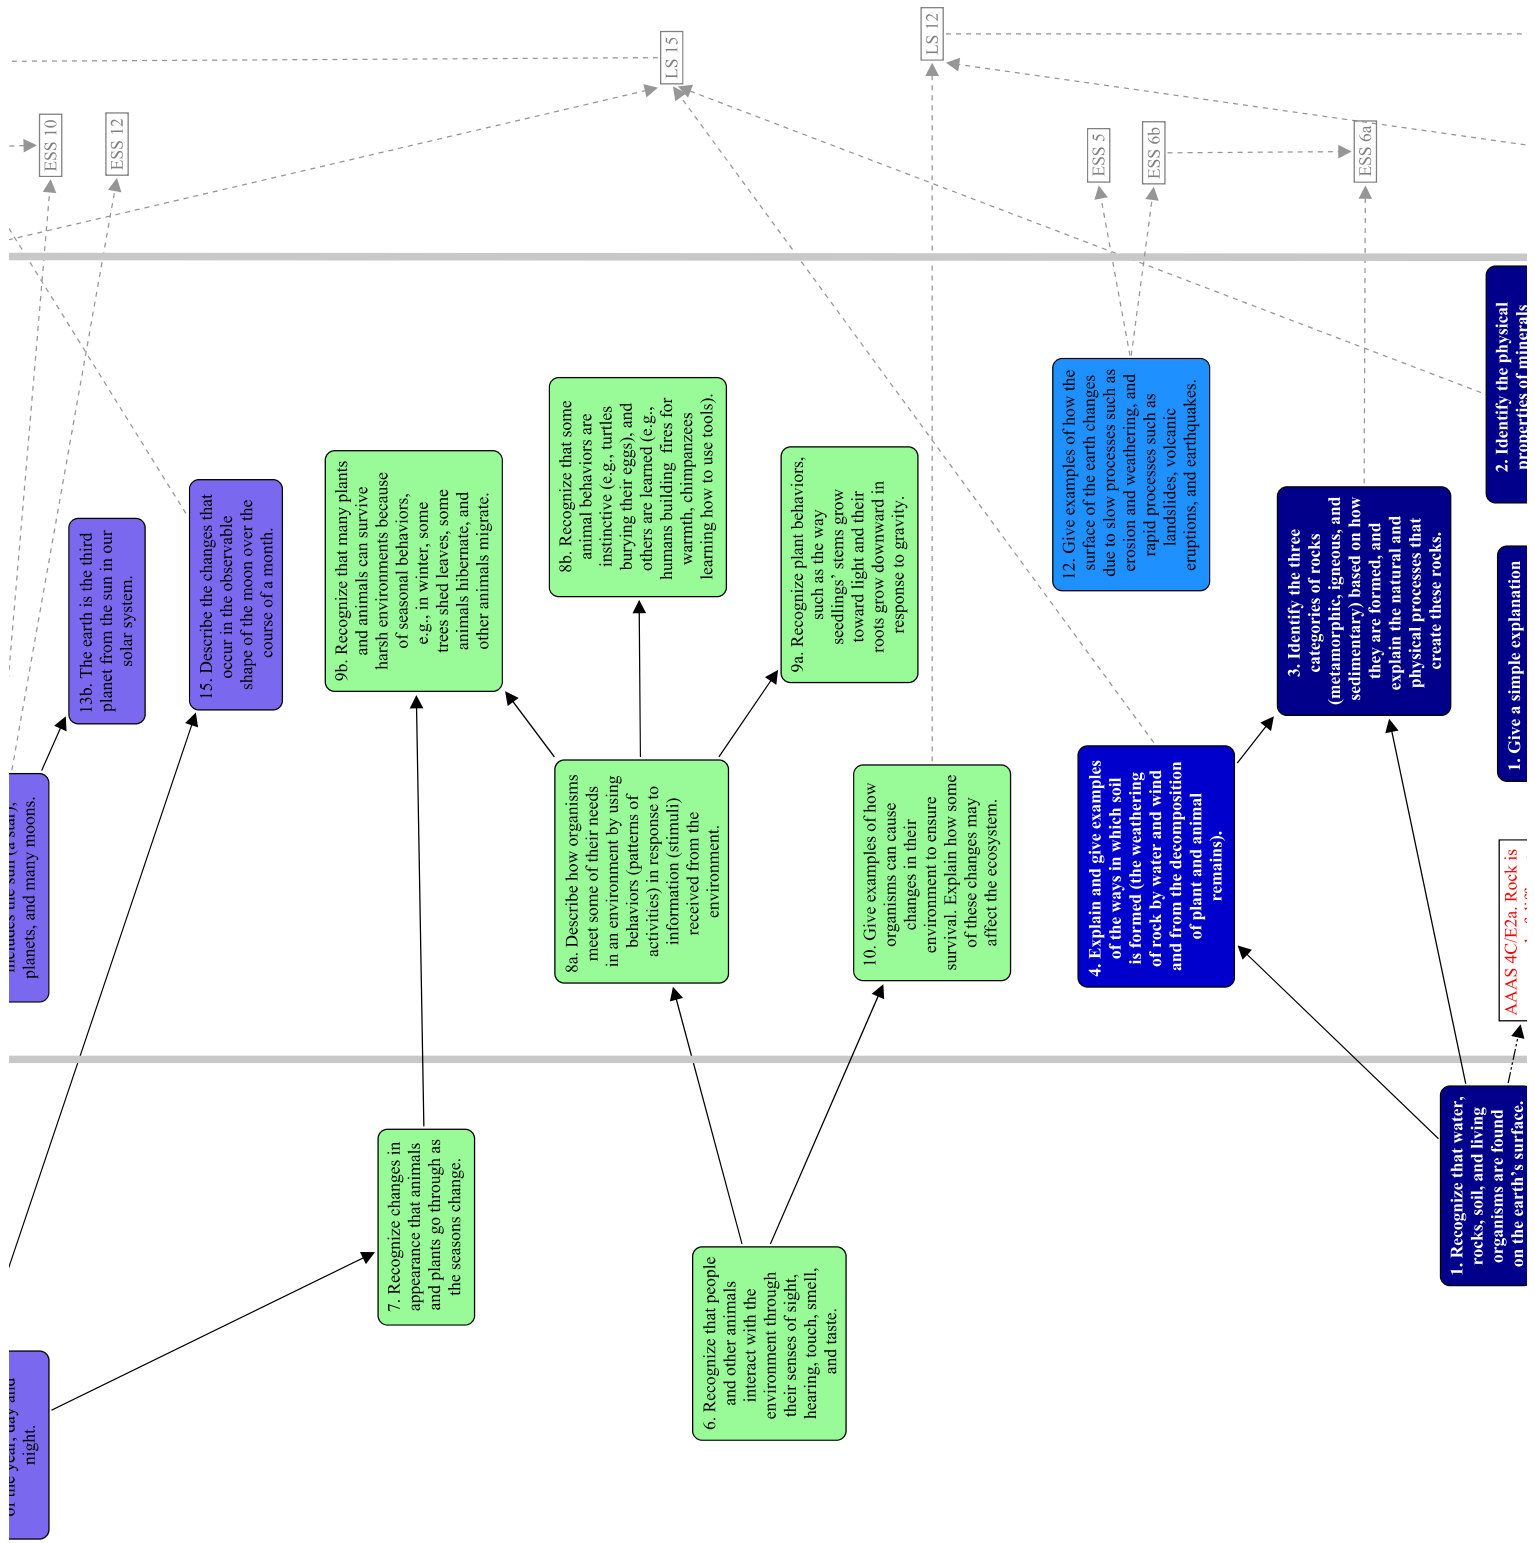 ESS 10
ESS 12
LS 15
LS 12
ESS 5
ESS 6b
ESS 6a
planets, and many moons.
13b. The earth is the third
planet from the sun in our
solar system.
15. Describe the changes that
occur in the observable
shape of the moon over the
course of a month.
9b. Recognize that many plants
and animals can survive
harsh environments because
of seasonal behaviors,
e.g., in winter, some
trees shed leaves, some
animals hibernate, and
other animals migrate.
8b. Recognize that some
animal behaviors are
instinctive (e.g., turtles
burying their eggs), and
others are learned (e.g.,
humans building fires for
warmth, chimpanzees
learning how to use tools).
9a. Recognize plant behaviors,
such as the way
seedlings' stems grow
toward light and their
roots grow downward in
response to gravity.
12. Give examples of how the
surface of the earth changes
due to slow processes such as
erosion and weathering, and
rapid processes such as
landslides, volcanic
eruptions, and earthquakes.
2. Identify the physical
properties of minerals
3. Identify the three
categories of rocks
(metamorphic, igneous, and
sedimentary) based on how
they are formed, and
explain the natural and
physical processes that
create these rocks.
1. Give a simple explanation
8a. Describe how organisms
meet some of their needs
in an environment by using
behaviors (patterns of
activities) in response to
information (stimuli)
received from the
environment.
10. Give examples of how
organisms can cause
changes in their
environment to ensure
survival. Explain how some
of these changes may
affect the ecosystem.
4. Explain and give examples
of the ways in which soil
is formed (the weathering
of rock by water and wind
and from the decomposition
of plant and animal
remains).
AAAS 4C/E2a. Rock is
of the year, day and
night.
7. Recognize changes in
appearance that animals
and plants go through as
the seasons change.
6. Recognize that people
and other animals
interact with the
environment through
their senses of sight,
hearing, touch, smell,
and taste.
1. Recognize that water,
rocks, soil, and living
organisms are found
on the earth's surface.